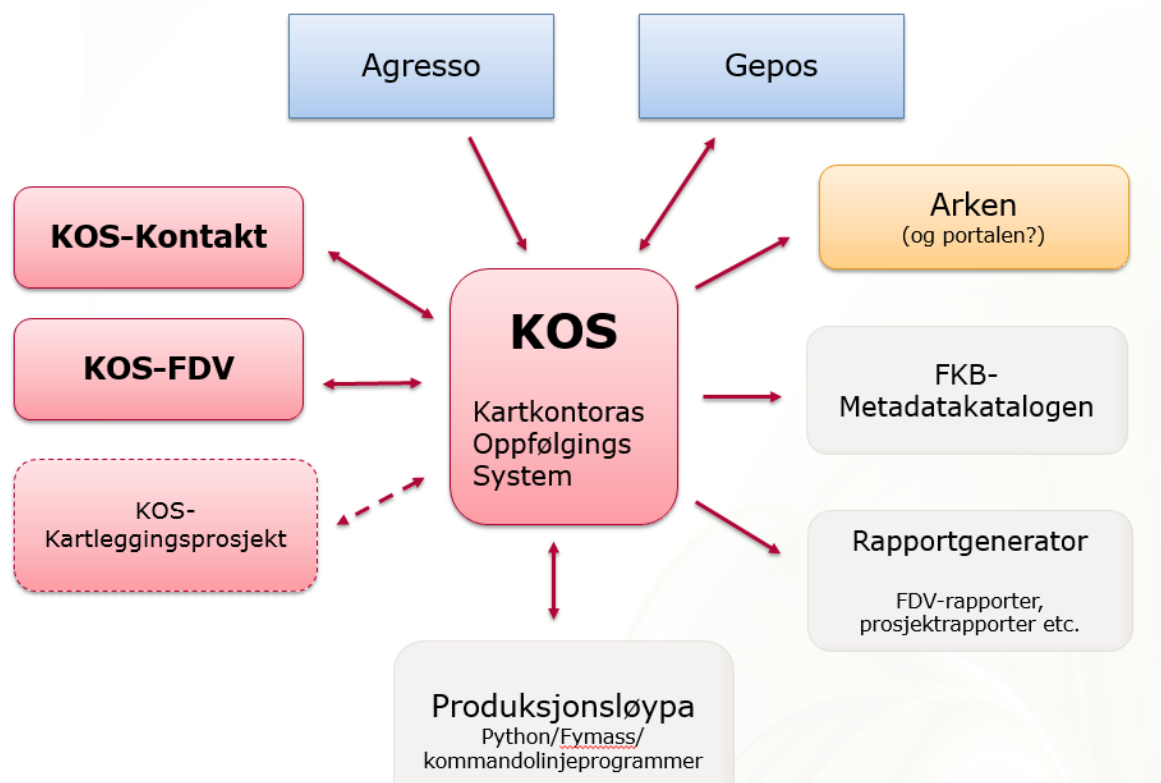 Agresso
Gepos
KOS-Kontakt
Arken
(og portalen?)
KOS
Kartkontoras
Oppfølgings
System
KOS-FDV
FKB-
Metadatakatalogen
KOS-
Kartleggingsprosjekt
Rapportgenerator
FDV-rapporter,
prosjektrapporter etc.
Produksjonsløypa
Python/Fymass/
kommandolinjeprogrammer